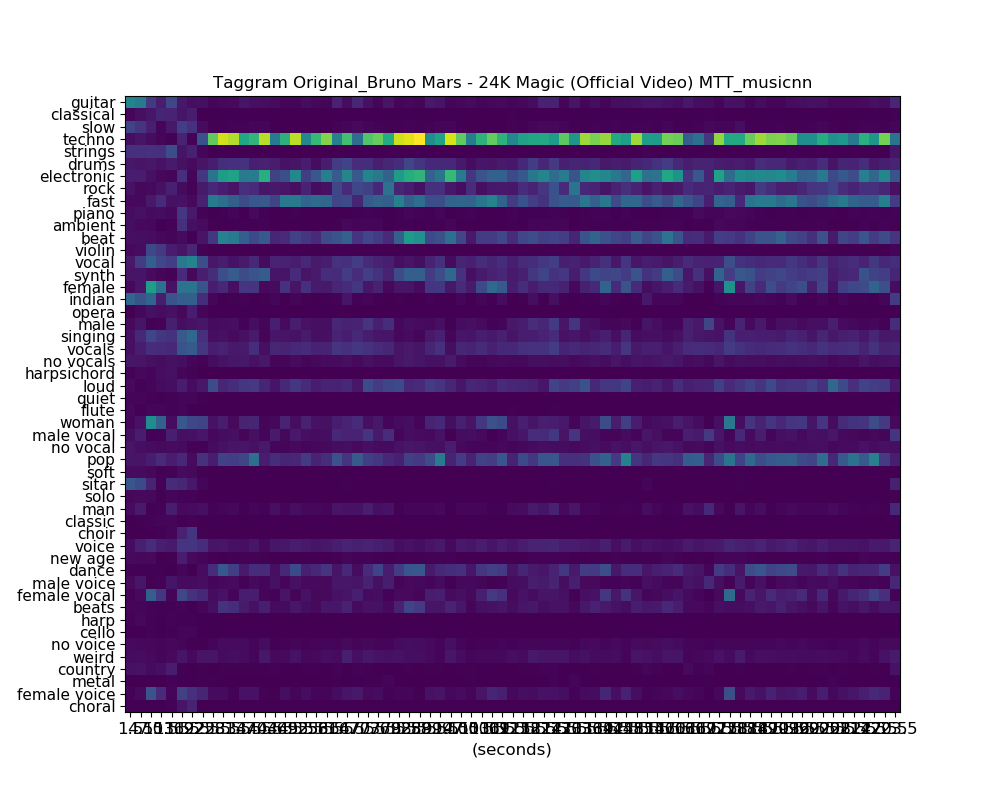 Taggram Original_Bruno Mars - 24K Magic (Official Video) MTT_musicnn
guitar
classical
slow
techno
strings
drums
electronic
rock
fast
piano
ambient
beat
violin
vocal
synth
female
indian
opera
male
singing
vocals
no vocals
harpsichord
loud
quiet
flute
woman
male vocal
no vocal
pop
soft
sitar
solo
man
classic
choir
voice
new age
dance
male voice
female vocal
beats
harp
cello
no voice
weird
country
metal
female voice
choral
(seconds)